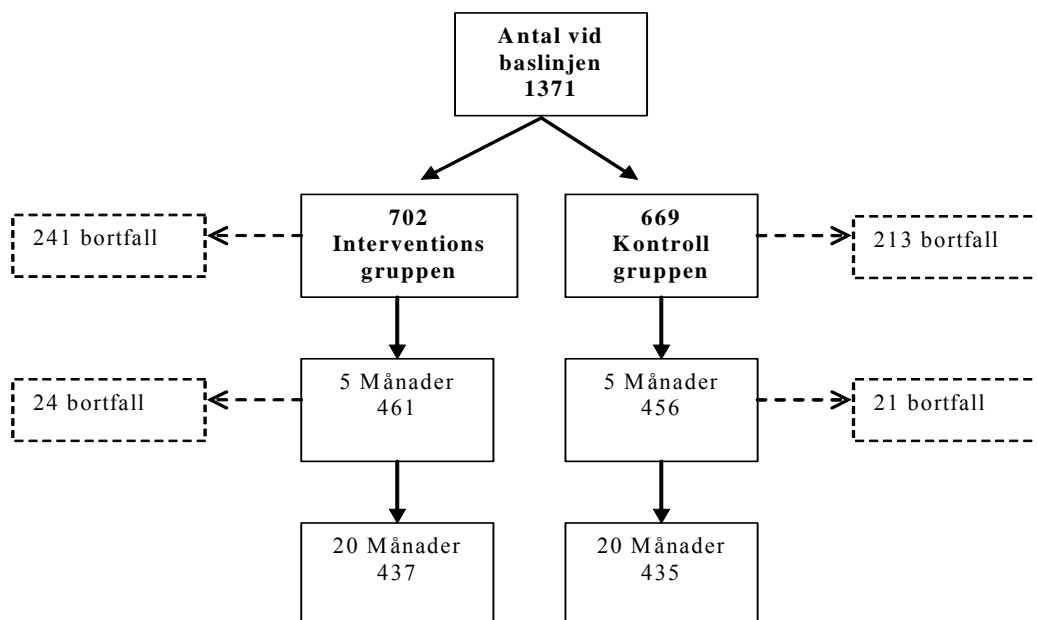 Antal vid
baslinjen
1371
241 bortfall
702
Interventions
gruppen
669
Kontroll
gruppen
213 bortfall
24 bortfall
5 Månader
461
5 Månader
456
21 bortfall
20 Månader
437
20 Månader
435